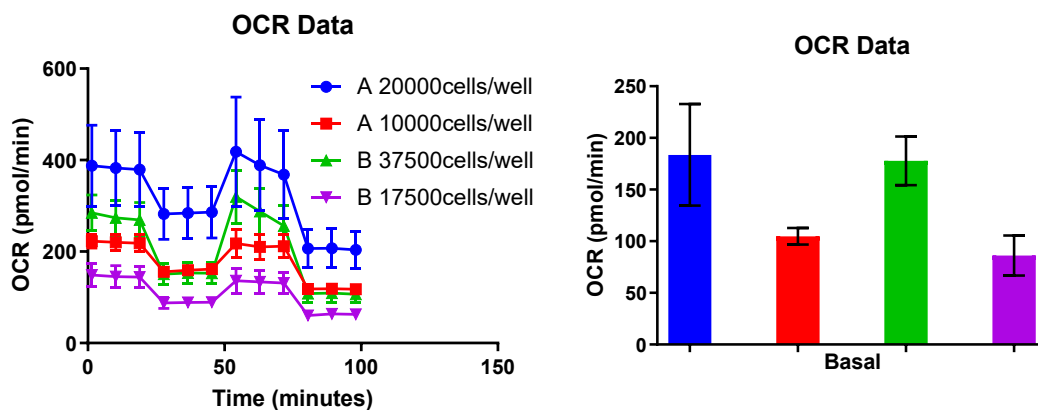 OCR Data
600
400
200
0
OCR (pmol/min)
0 50 100 150
Time (minutes)
A 20000cells/well
A 10000cells/well
B 37500cells/well
B 17500cells/well
OCR Data
250
200
150
100
50
0
OCR (pmol/min)
Basal